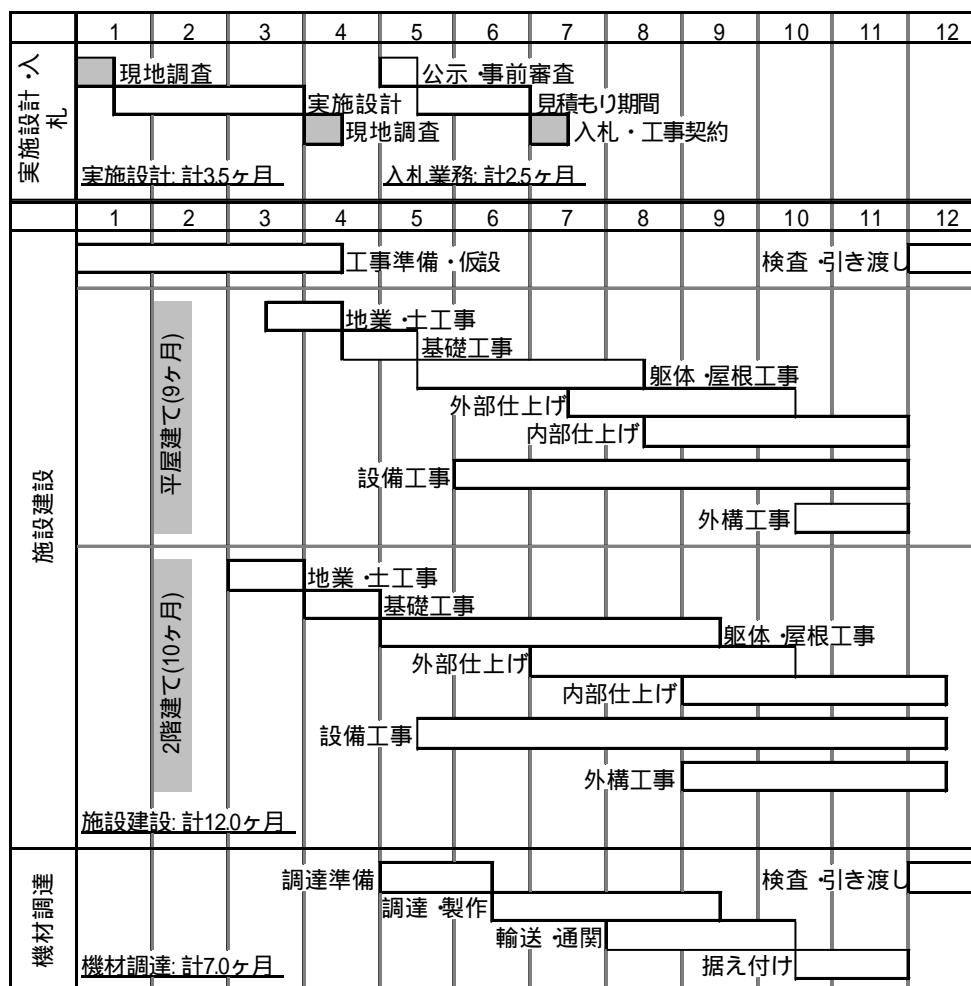 1 2 3 4 5 6 7 8 9 10 11 12
実施設計・入札
現地調査
公示・事前審査
実施設計
見積もり期間
現地調査
入札・工事契約
実施設計: 計3.5ヶ月
入札業務: 計2.5ヶ月
1 2 3 4 5 6 7 8 9 10 11 12
施設建設
工事準備・仮設
検査・引き渡し
平屋建て(9ヶ月)
地業・土工事
基礎工事
躯体・屋根工事
外部仕上げ
内部仕上げ
設備工事
外構工事
2階建て(10ヶ月)
地業・土工事
基礎工事
躯体・屋根工事
外部仕上げ
内部仕上げ
設備工事
外構工事
施設建設: 計12.0ヶ月
機材調達
調達準備
検査・引き渡し
調達・製作
輸送・通関
据え付け
機材調達: 計7.0ヶ月